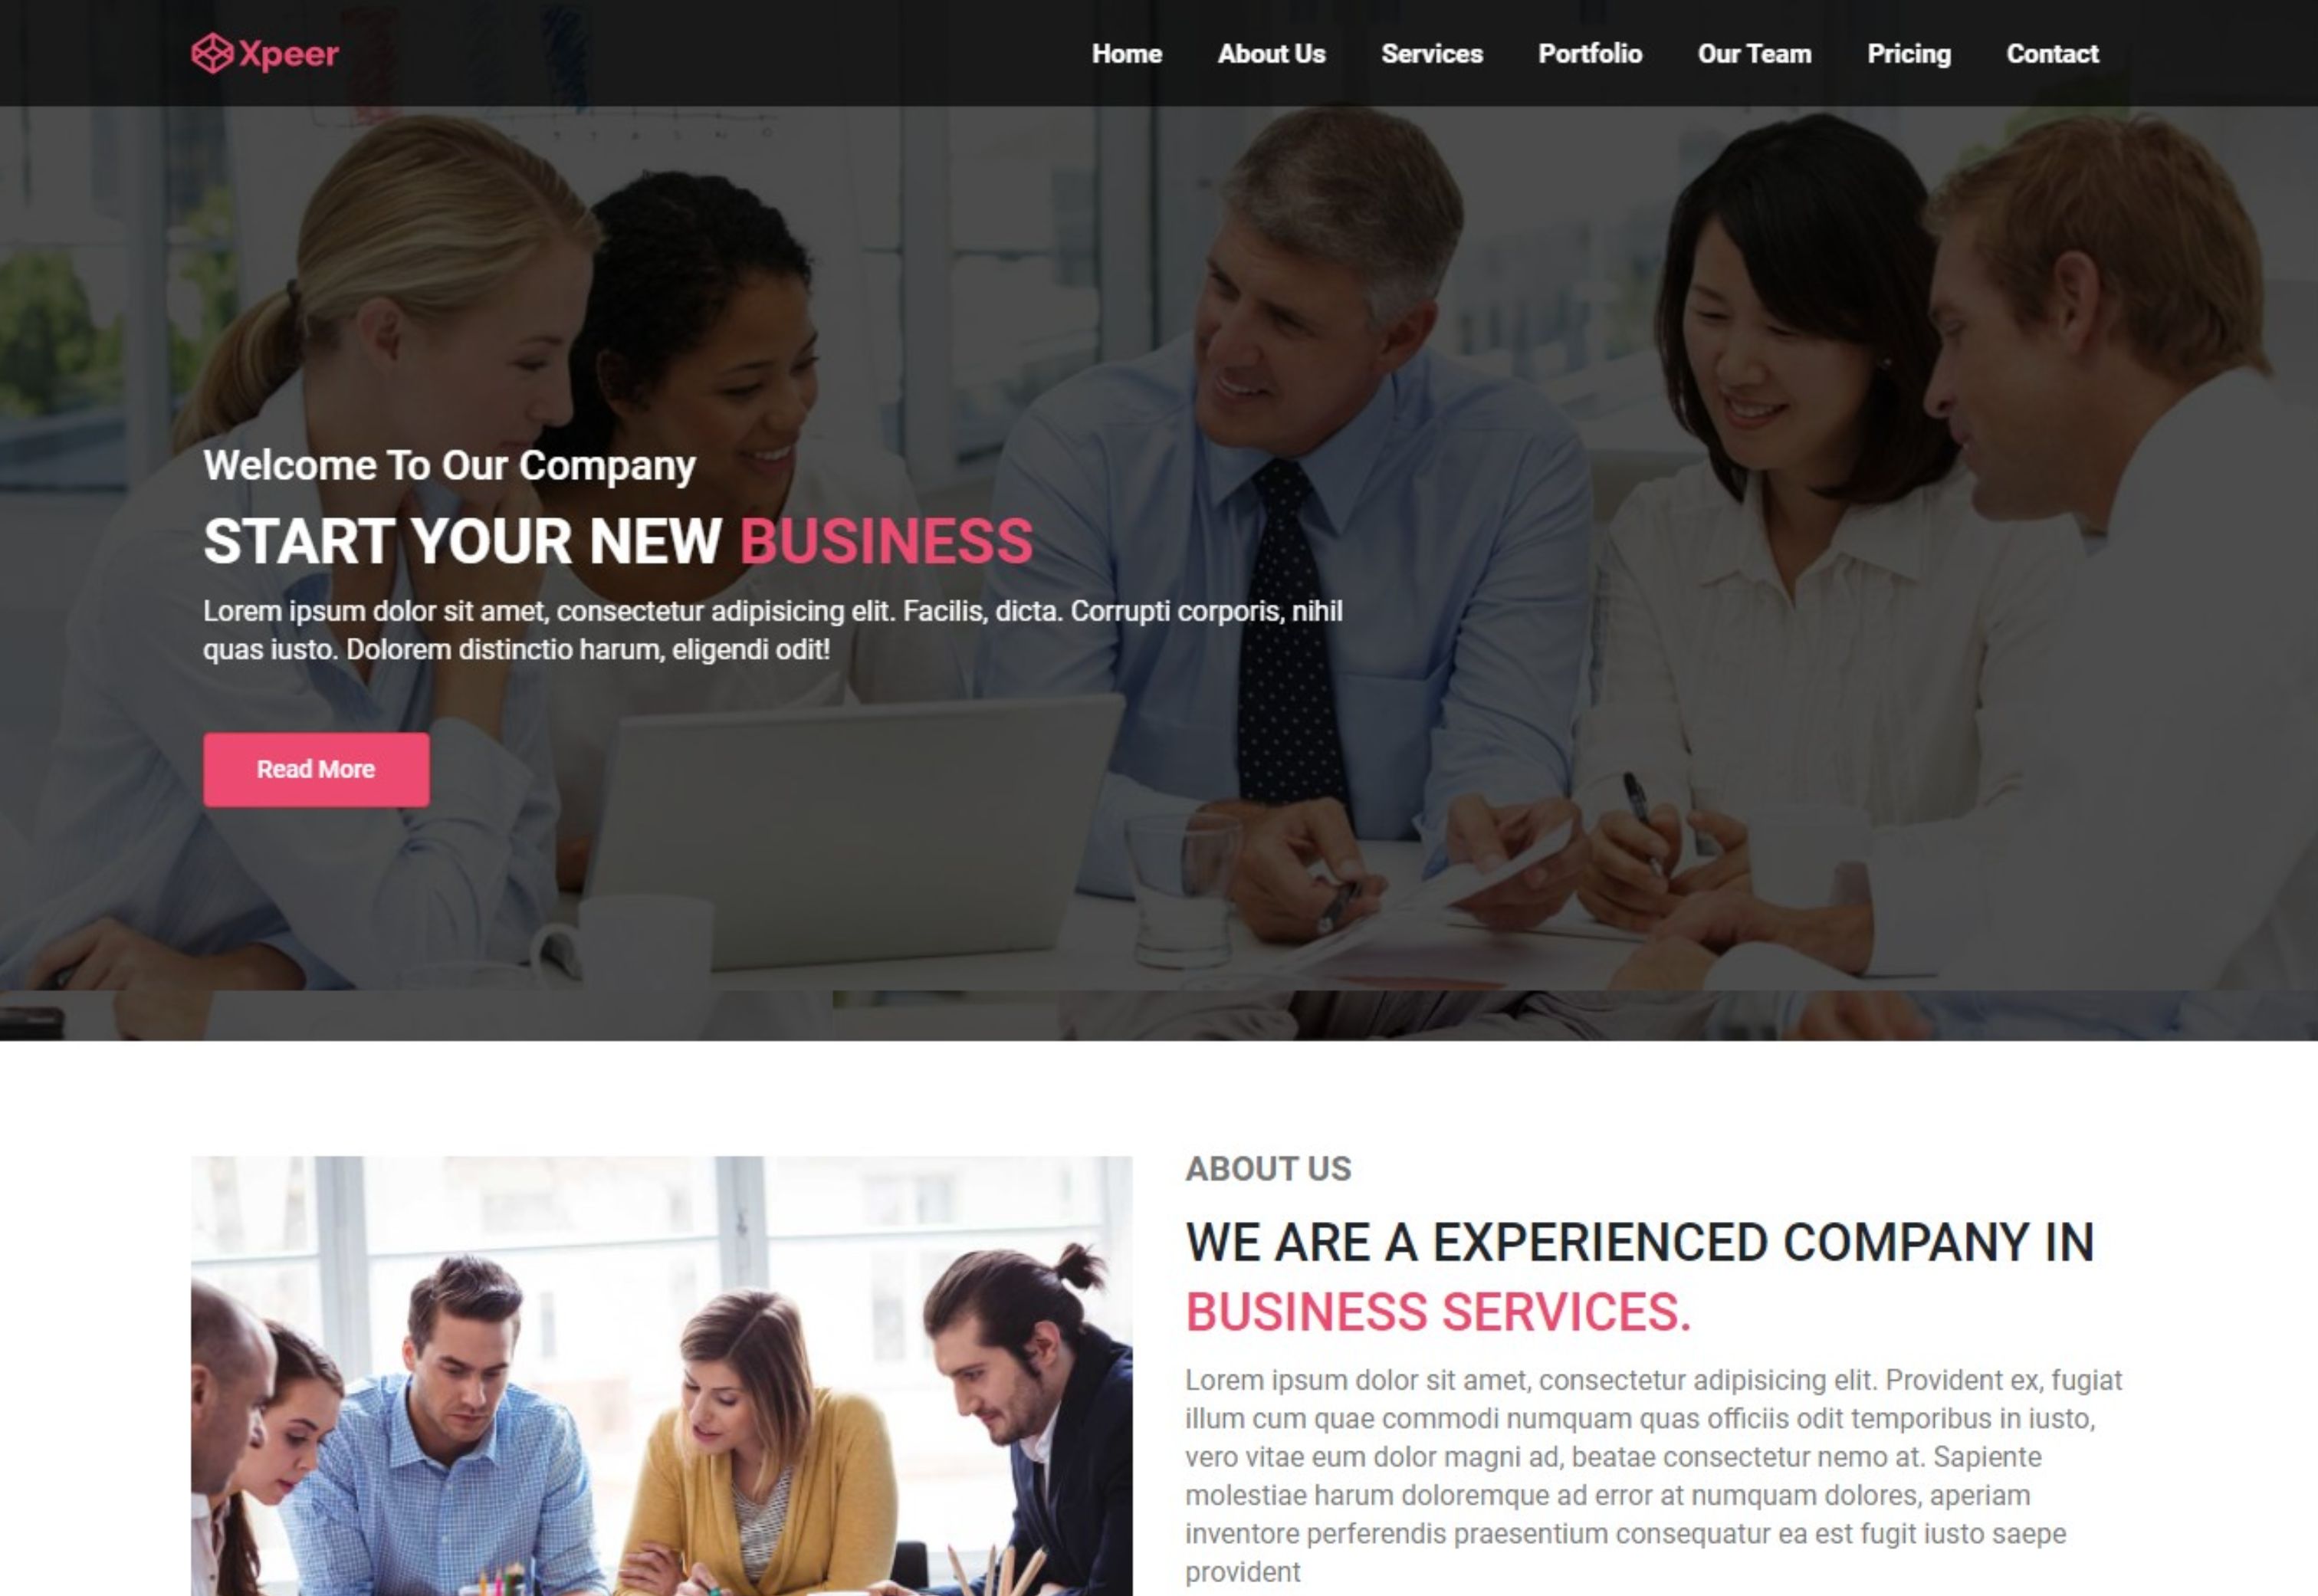 Xpeer
Home About Us Services Portfolio Our Team Pricing Contact
Welcome To Our Company
START YOUR NEW BUSINESS
Lorem ipsum dolor sit amet, consectetur adipisicing elit. Facilis, dicta. Corrupti corporis, nihil
quas iusto. Dolorem distinctio harum, eligendi odit!
Read More
ABOUT US
WE ARE A EXPERIENCED COMPANY IN
BUSINESS SERVICES.
Lorem ipsum dolor sit amet, consectetur adipisicing elit. Provident ex, fugiat
illum cum quae commodi numquam quas officiis odit temporibus in iusto,
vero vitae eum dolor magni ad, beatae consectetur nemo at. Sapiente
molestiae harum doloremque ad error at numquam dolores, aperiam
inventore perferendis praesentium consequatur ea est fugit iusto saepe
provident